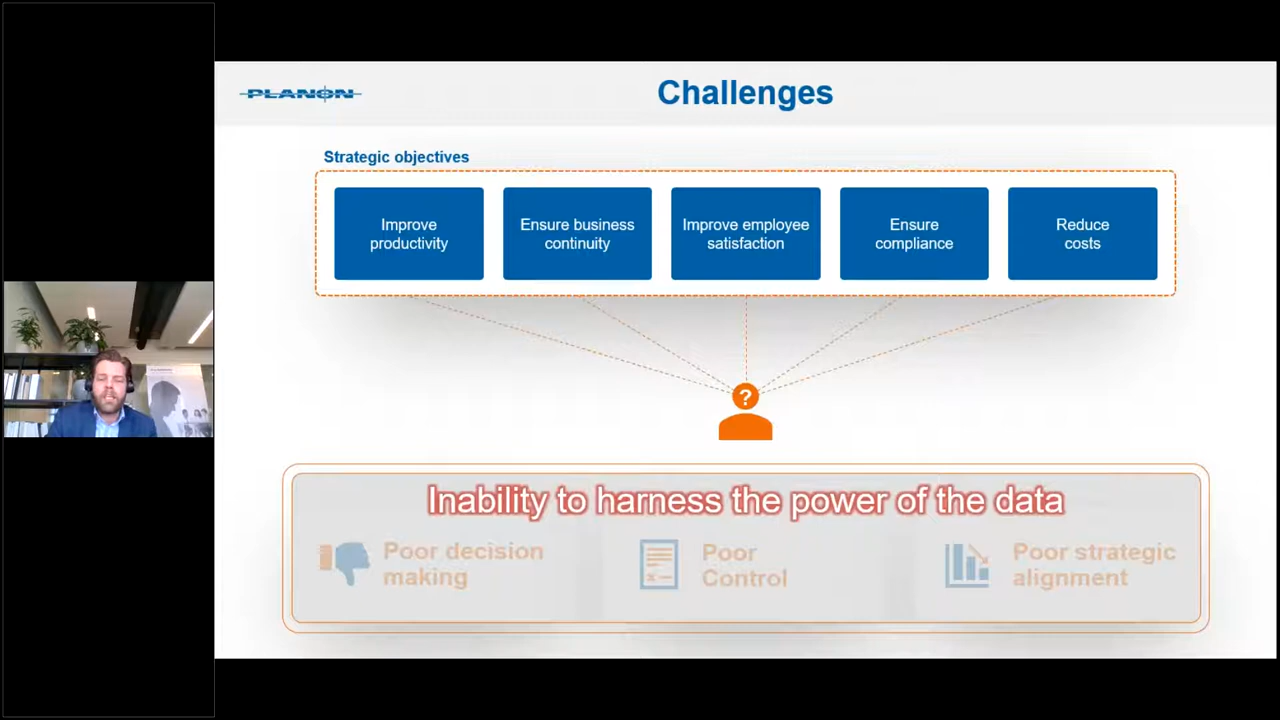 PLANON
Challenges
Strategic objectives
Improve
productivity
Ensure business
continuity
Improve employee
satisfaction
Ensure
compliance
Reduce
costs
?
Inability to harness the power of the data
Poor decision
making
Poor
Control
Poor strategic
alignment